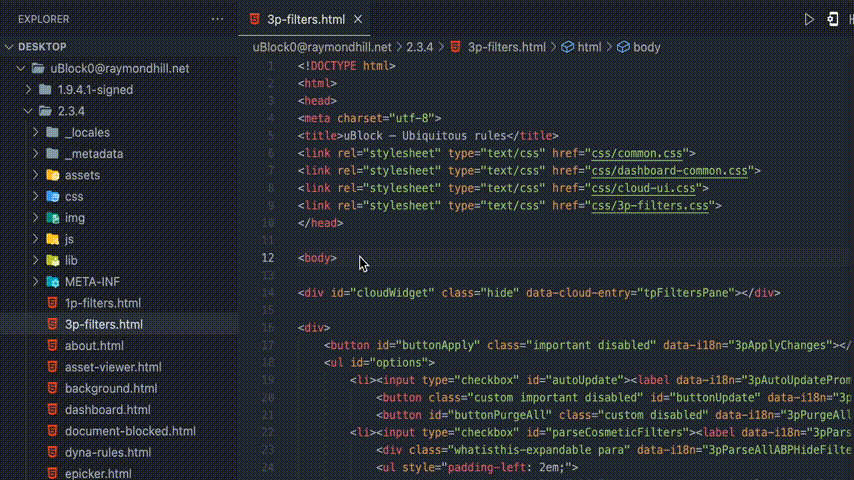 EXPLORER
DESKTOP
uBlock0@raymondhill.net
1.9.4.1-signed
2.3.4
_locales
_metadata
assets
css
img
js
lib
META-INF
1p-filters.html
3p-filters.html
about.html
asset-viewer.html
background.html
dashboard.html
document-blocked.html
dyna-rules.html
epicker.html
3p-filters.html
uBlock0@raymondhill.net > 2.3.4 > 3p-filters.html > html > body
1 <!DOCTYPE html>
2 <html>
3 <head>
4 <meta charset="utf-8">
5 <title>uBlock — Ubiquitous rules</title>
6 <link rel="stylesheet" type="text/css" href="css/common.css">
7 <link rel="stylesheet" type="text/css" href="css/dashboard-common.css">
8 <link rel="stylesheet" type="text/css" href="css/cloud-ui.css">
9 <link rel="stylesheet" type="text/css" href="css/3p-filters.css">
10 </head>
11
12 <body>
13
14 <div id="cloudWidget" class="hide" data-cloud-entry="tpFiltersPane"></div>
15
16 <div>
17 <button id="buttonApply" class="important disabled" data-i18n="3pApplyChanges"></
18 <ul id="options">
19 <li><input type="checkbox" id="autoUpdate"><label data-i18n="3pAutoUpdateProm
20 <button class="custom important disabled" id="buttonUpdate" data-i18n="3p
21 <button id="buttonPurgeAll" class="custom disabled" data-i18n="3pPurgeAll
22 <li><input type="checkbox" id="parseCosmeticFilters"><label data-i18n="3pPars
23 <div class="whatisthis-expandable para" data-i18n="3pParseAllABPHideFilte
24 <ul style="padding-left: 2em;">